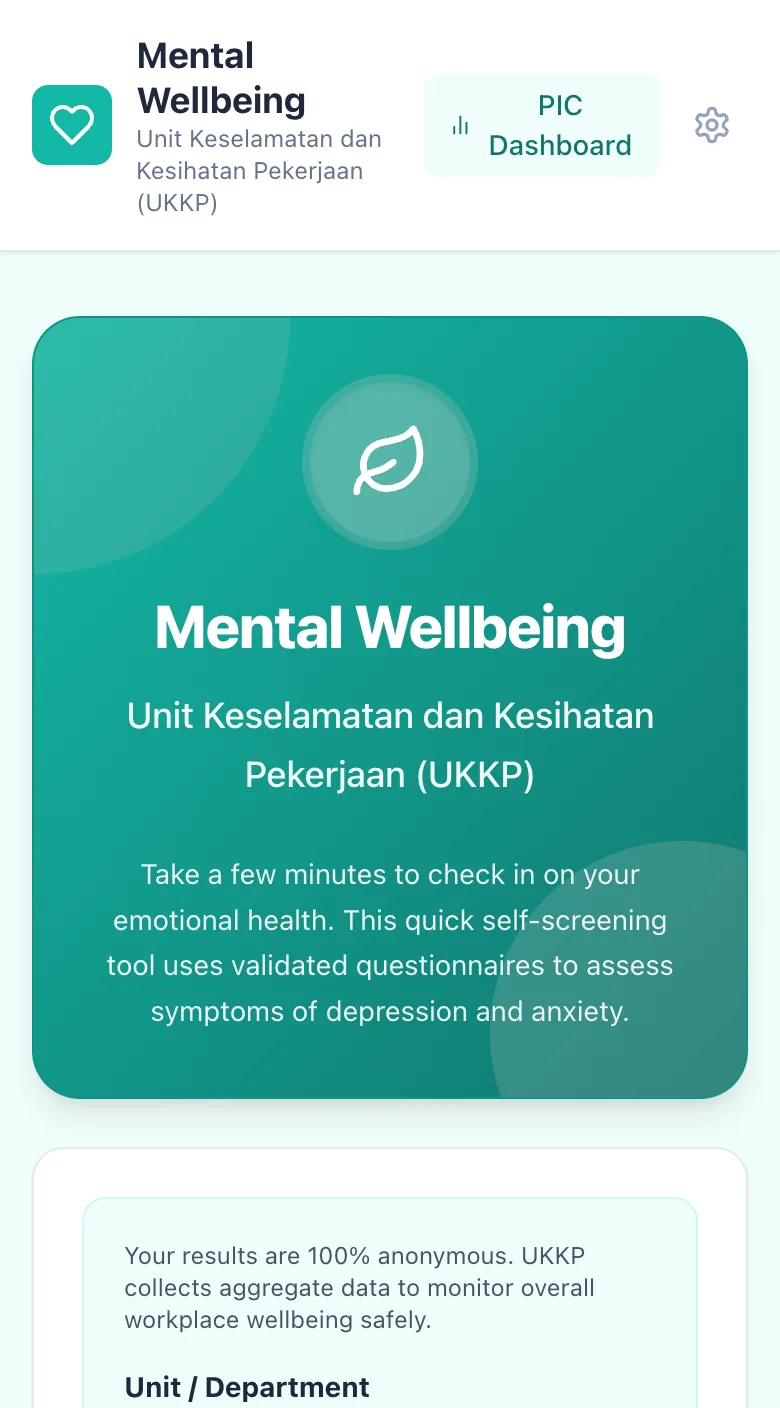 Mental
Wellbeing
Unit Keselamatan dan
Kesihatan Pekerjaan
(UKKP)
PIC
Dashboard
Mental Wellbeing
Unit Keselamatan dan Kesihatan
Pekerjaan (UKKP)
Take a few minutes to check in on your
emotional health. This quick self-screening
tool uses validated questionnaires to assess
symptoms of depression and anxiety.
Your results are 100% anonymous. UKKP
collects aggregate data to monitor overall
workplace wellbeing safely.
Unit / Department